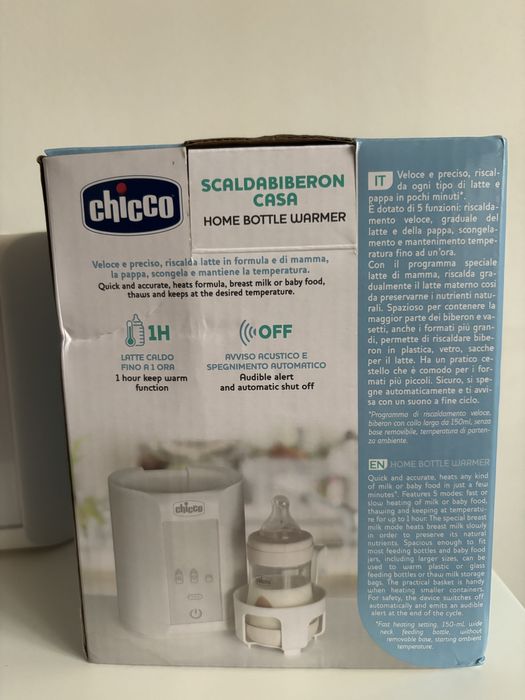 chicco
SCALDABIBERON
CASA
HOME BOTTLE WARMER
Veloce e preciso, riscalda latte in formula e di mamma,
la pappa, scongela e mantiene la temperatura.
Quick and accurate, heats formula, breast milk or baby food,
thaws and keeps at the desired temperature.
1H
LATTE CALDO
FINO A 1 ORA
1 hour keep warm
function
OFF
AVVISO ACUSTICO E
SPEGNIMENTO AUTOMATICO
Audible alert
and automatic shut off
chicco
chicco
IT Veloce e preciso, riscal-
da ogni tipo di latte e
pappa in pochi minuti*.
È dotato di 5 funzioni: riscalda-
mento veloce, graduale del
latte e della pappa, scongela-
mento e mantenimento tempe-
ratura fino ad un'ora.
Con il programma speciale
latte di mamma, riscalda gra-
dualmente il latte materno così
da preservarne i nutrienti natu-
rali. Spazioso per contenere la
maggior parte dei biberon e va-
setti, anche i formati più gran-
di, permette di riscaldare bibe-
ron in plastica, vetro, sacche
per il latte. Ha un pratico ce-
stello che è comodo per i for-
mati più piccoli. Sicuro, si spe-
gne automaticamente e ti avvi-
sa con un suono a fine ciclo.
*Programma di riscaldamento veloce,
biberon con collo largo da 150ml, senza
base removibile, temperatura di parten-
za ambiente.
EN HOME BOTTLE WARMER
Quick and accurate, heats any kind
of milk or baby food in just a few
minutes*. Features 5 modes: fast or
slow heating of milk or baby food,
thawing and keeping at temperatu-
re for up to 1 hour. The special breast
milk mode heats breast milk slowly
in order to preserve its natural
nutrients. Spacious enough to fit
most feeding bottles and baby food
jars, including larger sizes, can be
used to warm plastic or glass
feeding bottles or thaw milk storage
bags. The practical basket is handy
when heating smaller containers.
For safety, the device switches off
automatically and emits an audible
alert at the end of the cycle.
*Fast heating setting, 150-mL wide
neck feeding bottle, without
removable base, starting ambient
temperature.